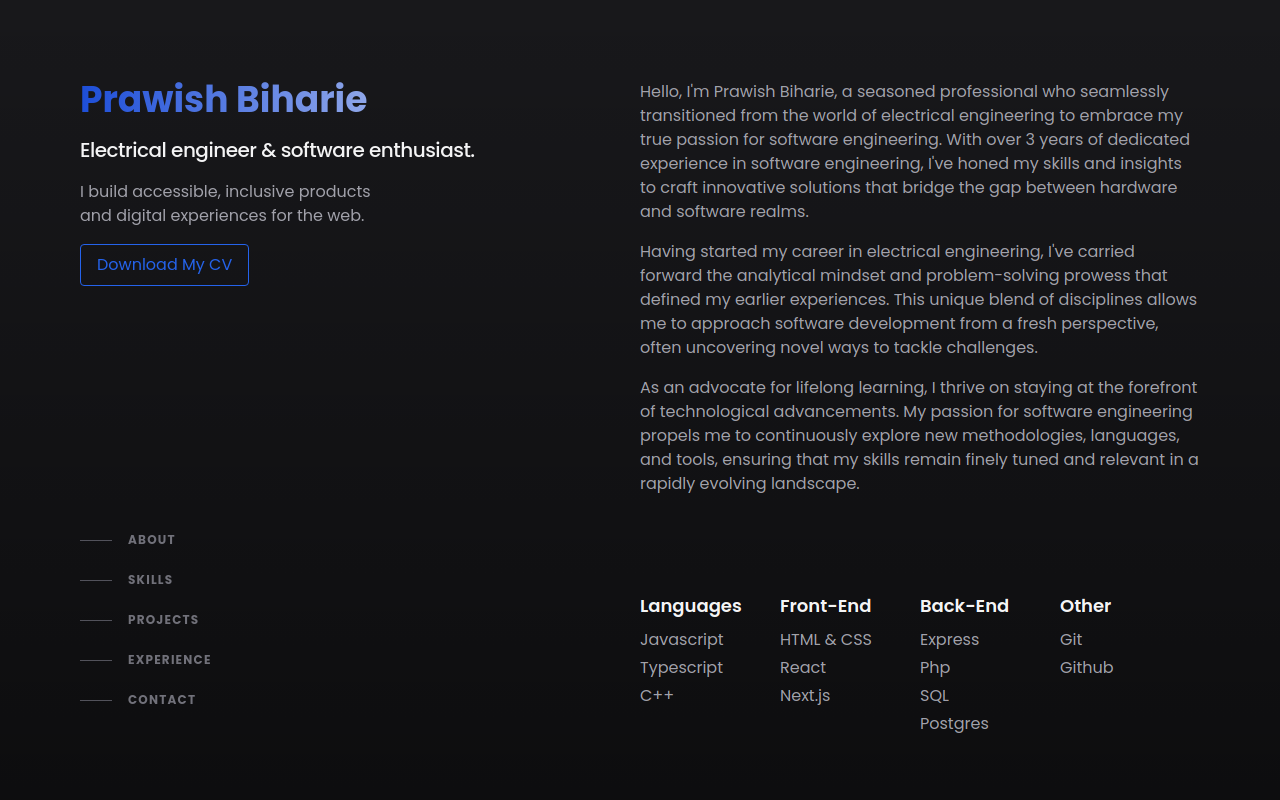 Prawish Biharie
Electrical engineer & software enthusiast.
I build accessible, inclusive products
and digital experiences for the web.
Download My CV
ABOUT
SKILLS
PROJECTS
EXPERIENCE
CONTACT
Hello, I'm Prawish Biharie, a seasoned professional who seamlessly
transitioned from the world of electrical engineering to embrace my
true passion for software engineering. With over 3 years of dedicated
experience in software engineering, I've honed my skills and insights
to craft innovative solutions that bridge the gap between hardware
and software realms.
Having started my career in electrical engineering, I've carried
forward the analytical mindset and problem-solving prowess that
defined my earlier experiences. This unique blend of disciplines allows
me to approach software development from a fresh perspective,
often uncovering novel ways to tackle challenges.
As an advocate for lifelong learning, I thrive on staying at the forefront
of technological advancements. My passion for software engineering
propels me to continuously explore new methodologies, languages,
and tools, ensuring that my skills remain finely tuned and relevant in a
rapidly evolving landscape.
Languages
Javascript
Typescript
C++
Front-End
HTML & CSS
React
Next.js
Back-End
Express
Php
SQL
Postgres
Other
Git
Github